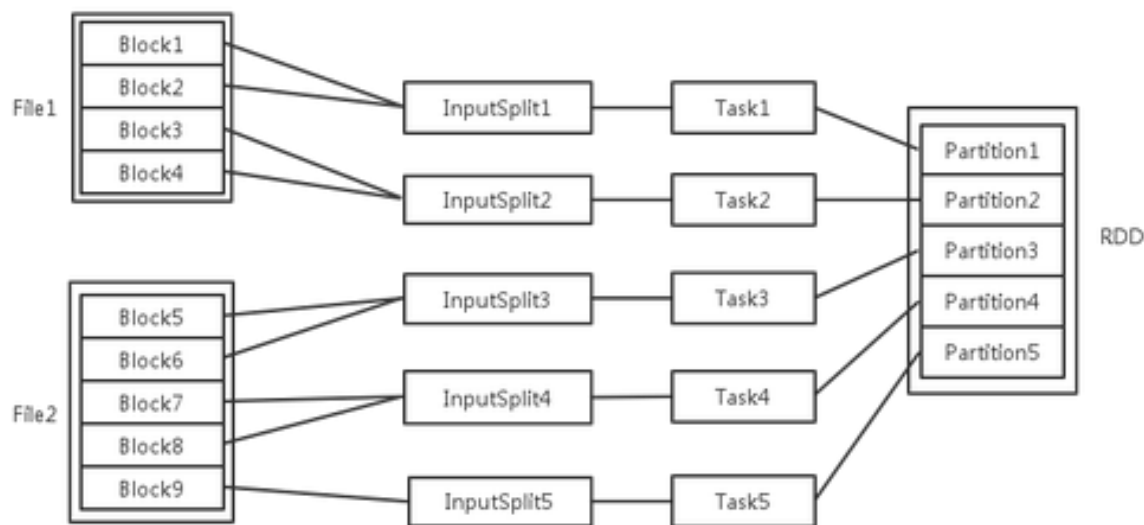 File1
Block1
Block2
Block3
Block4
File2
Block5
Block6
Block7
Block8
Block9
InputSplit1
InputSplit2
InputSplit3
InputSplit4
InputSplit5
Task1
Task2
Task3
Task4
Task5
Partition1
Partition2
Partition3
Partition4
Partition5
RDD